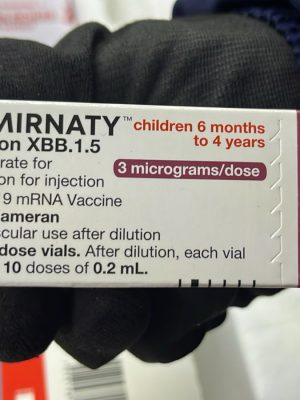 MIRNATY™ children 6 months
to 4 years
on XBB.1.5
rate for
3 micrograms/dose
on for injection
9 mRNA Vaccine
ameran
scular use after dilution
dose vials. After dilution, each vial
10 doses of 0.2 mL.